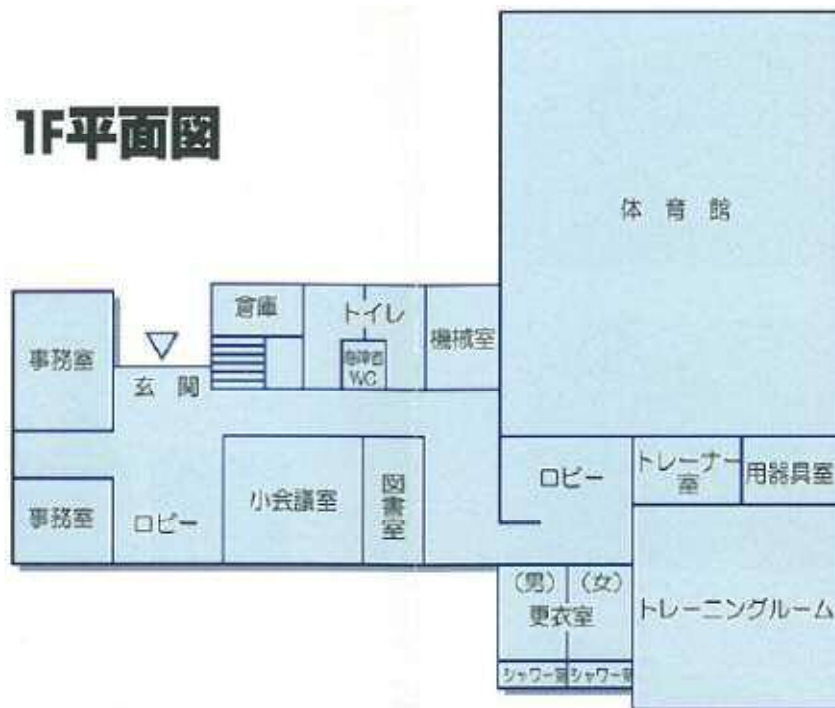 1F平面図
体育館
倉庫
トイレ
機械室
事務室
WC
玄関
ロビー
トレーナー
室
用器具室
小会議室
図書室
事務室
ロビー
(男)
(女)
更衣室
トレーニングルーム
シャワー室
シャワー室